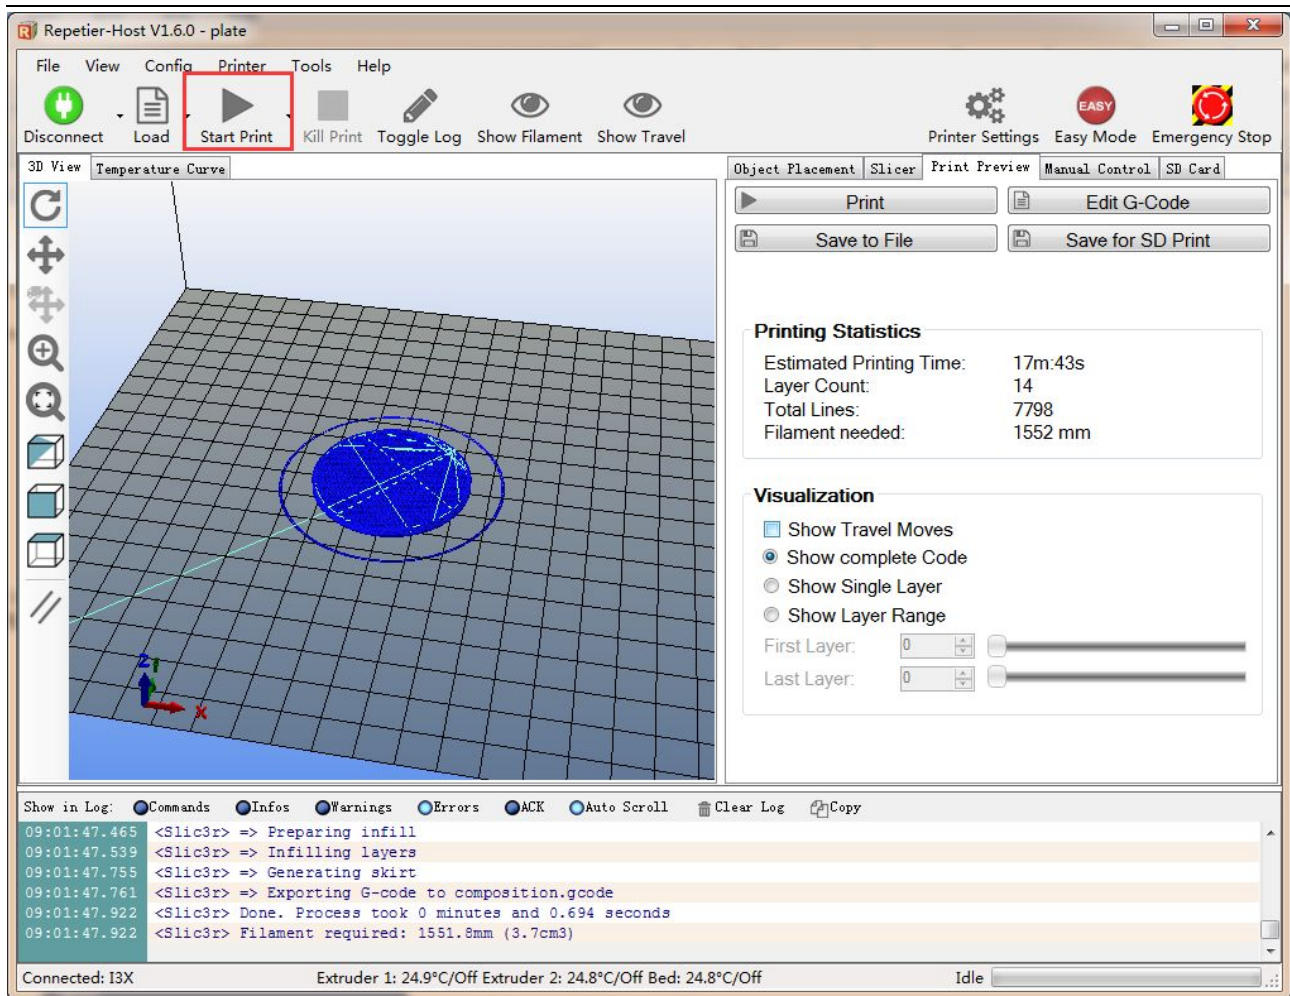 Repetier-Host V1.6.0 - plate
File View Config Printer Tools Help
Disconnect Load Start Print Kill Print Toggle Log Show Filament Show Travel Printer Settings EASY Easy Mode Emergency Stop
3D View Temperature Curve
Object Placement Slicer Print Preview Manual Control SD Card
Print Edit G-Code
Save to File Save for SD Print
Printing Statistics
Estimated Printing Time: 17m:43s
Layer Count: 14
Total Lines: 7798
Filament needed: 1552 mm
Visualization
Show Travel Moves
Show complete Code
Show Single Layer
Show Layer Range
First Layer: 0
Last Layer: 0
Z Y
X
Show in Log: Commands Infos Warnings Errors ACK Auto Scroll Clear Log Copy
09:01:47.465 <Slic3r> => Preparing infill
09:01:47.539 <Slic3r> => Infilling layers
09:01:47.755 <Slic3r> => Generating skirt
09:01:47.761 <Slic3r> => Exporting G-code to composition.gcode
09:01:47.922 <Slic3r> Done. Process took 0 minutes and 0.694 seconds
09:01:47.922 <Slic3r> Filament required: 1551.8mm (3.7cm3)
Connected: I3X Extruder 1: 24.9°C/Off Extruder 2: 24.8°C/Off Bed: 24.8°C/Off Idle